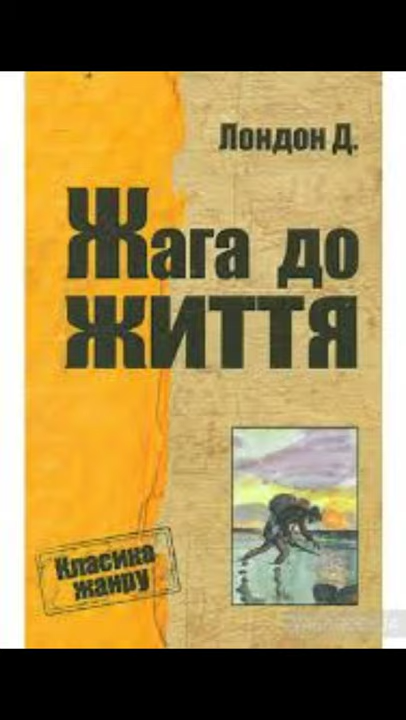 Лондон Д.
Жага до
життя
Класика
жанру